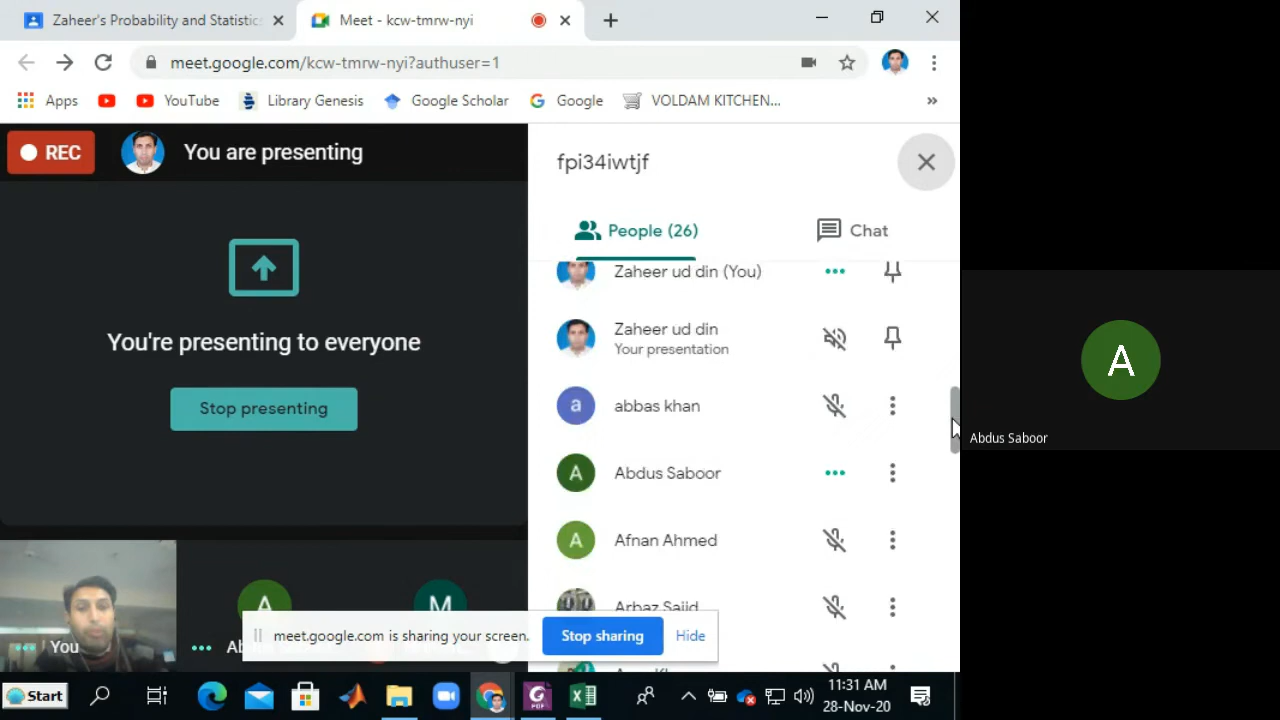 Zaheer's Probability and Statistic
Meet - kcw-tmrw-nyi
meet.google.com/kcw-tmrw-nyi?authuser=1
Apps
YouTube
Library Genesis
Google Scholar
Google
VOLDAM KITCHEN...
REC
You are presenting
fpi34iwtjf
People (26)
Chat
Zaheer ud din (You)
Zaheer ud din
Your presentation
You're presenting to everyone
Stop presenting
a
abbas khan
A
Abdus Saboor
A
Afnan Ahmed
Arbaz Sajid
A
Abdus Saboor
A
M
You
meet.google.com is sharing your screen.
Stop sharing
Hide
Start
11:31 AM
28-Nov-20